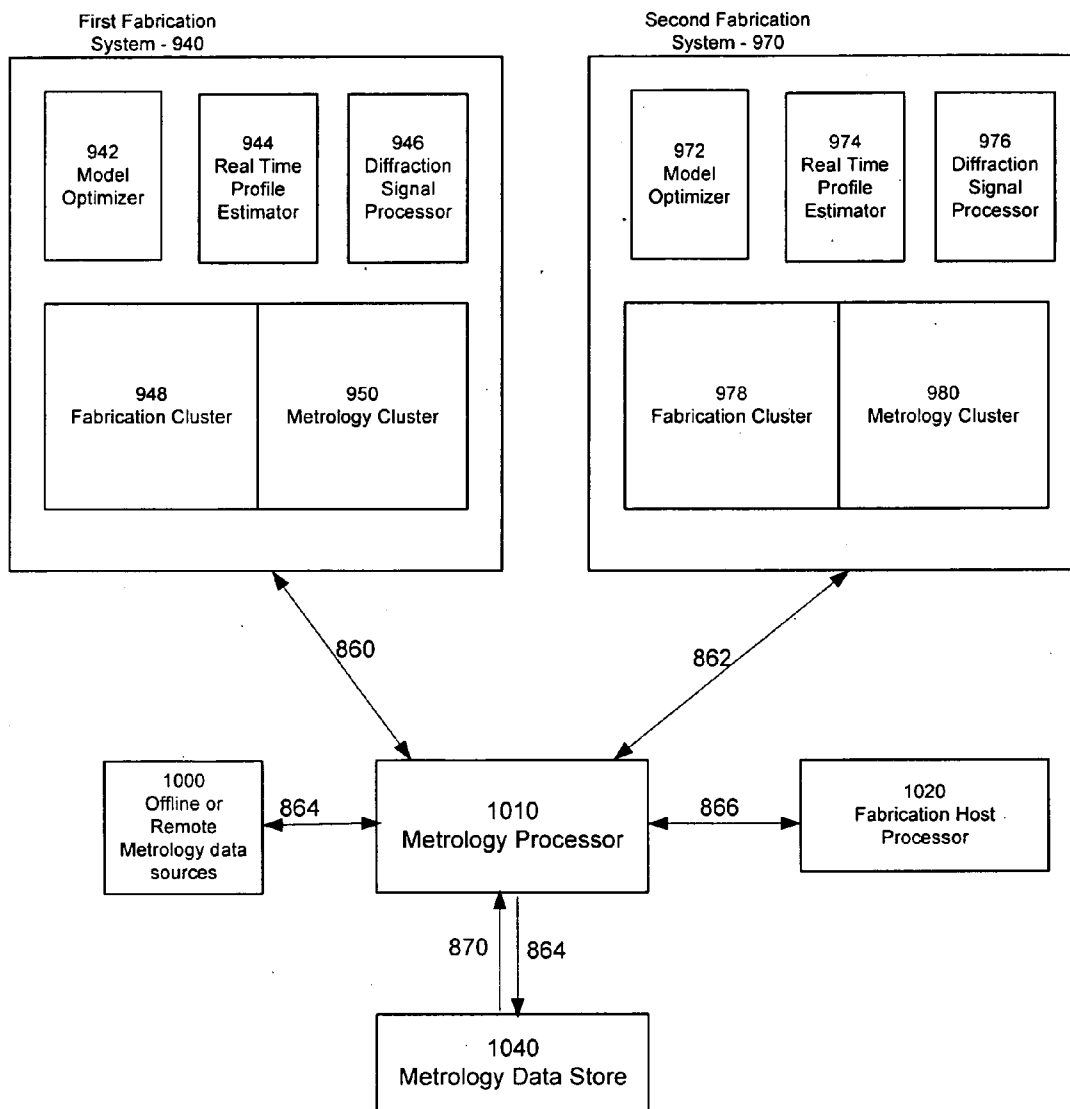 First Fabrication
System - 940
Second Fabrication
System - 970
942
Model
Optimizer
944
Real Time
Profile
Estimator
946
Diffraction
Signal
Processor
972
Model
Optimizer
974
Real Time
Profile
Estimator
976
Diffraction
Signal
Processor
948
Fabrication Cluster
950
Metrology Cluster
978
Fabrication Cluster
980
Metrology Cluster
860
862
1000
Offline or
Remote
Metrology data
sources
864
1010
Metrology Processor
866
1020
Fabrication Host
Processor
870
864
1040
Metrology Data Store